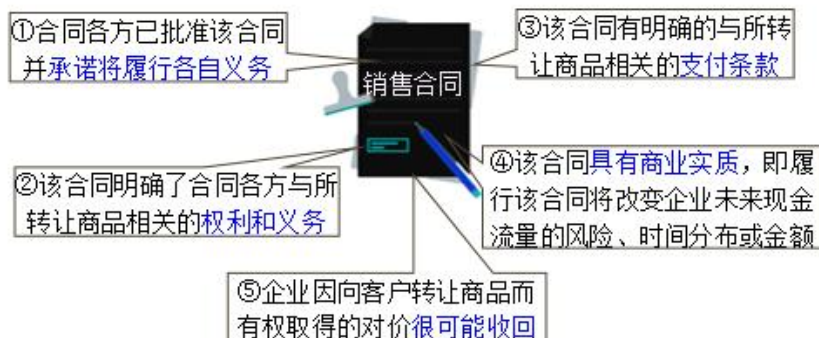 ①合同各方已批准该合同
并承诺将履行各自义务
③该合同有明确的与所转
让商品相关的支付条款
销售合同
②该合同明确了合同各方与所
转让商品相关的权利和义务
④该合同具有商业实质，即履
行该合同将改变企业未来现金
流量的风险、时间分布或金额
⑤企业因向客户转让商品而
有权取得的对价很可能收回